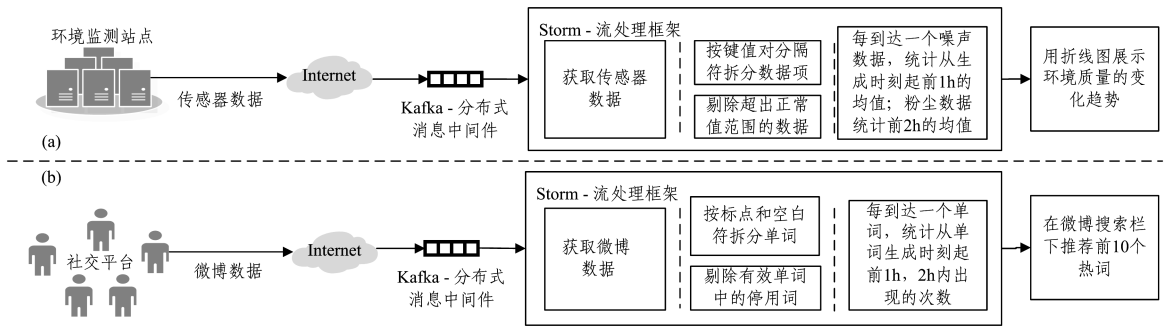 环境监测站点
传感器数据
Internet
Kafka - 分布式
消息中间件
Storm - 流处理框架
获取传感器
数据
按键值对分隔
符拆分数据项
剔除超出正常
值范围的数据
每到达一个噪声
数据，统计从生
成时刻起前1h的
均值；粉尘数据
统计前2h的均值
用折线图展示
环境质量的变
化趋势
(a)
(b)
社交平台
微博数据
Internet
Kafka - 分布式
消息中间件
Storm - 流处理框架
获取微博
数据
按标点和空白
符拆分单词
剔除有效单词
中的停用词
每到达一个单
词，统计从单
词生成时刻起
前1h，2h内出
现的次数
在微博搜索栏
下推荐前10个
热词